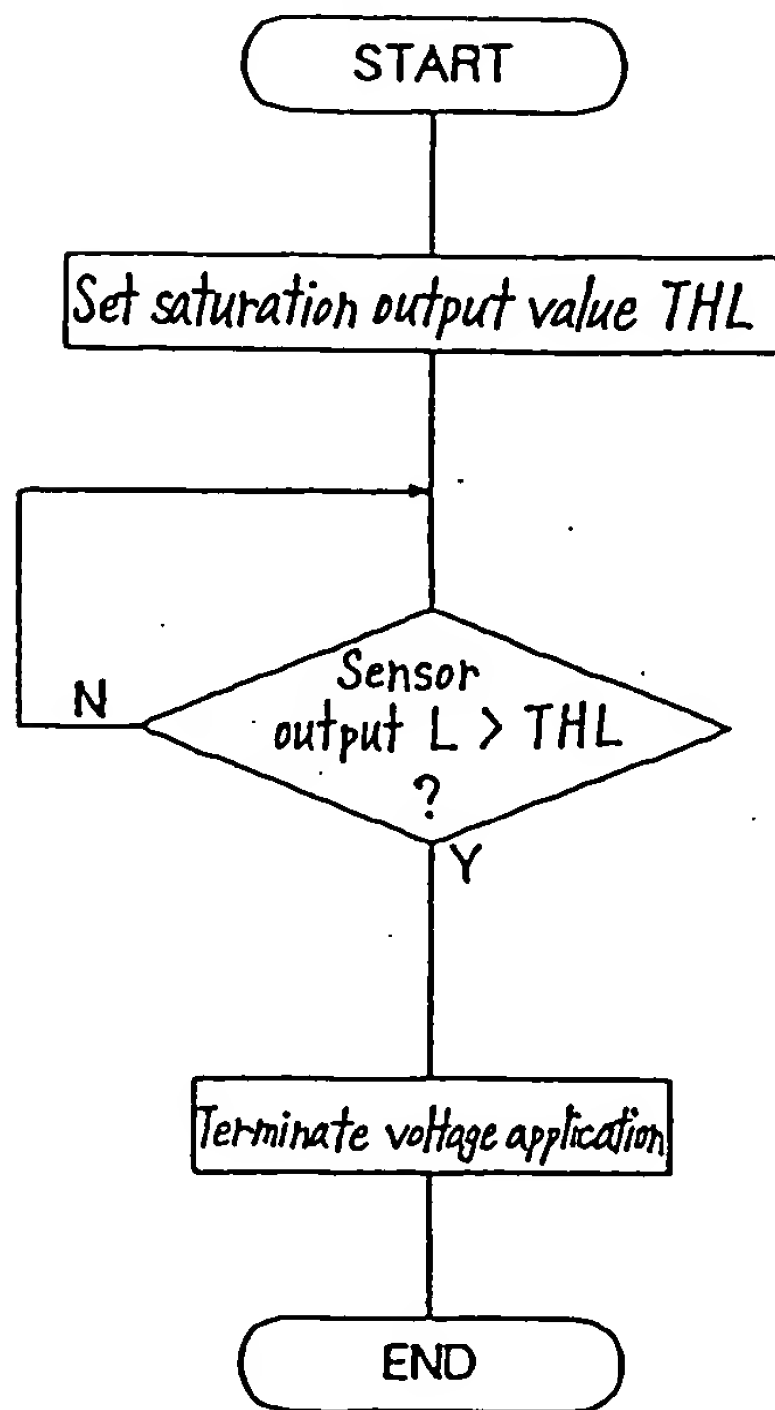 START
Set saturation output value THL
Sensor
output L > THL
?
N
Y
Terminate voltage application
END